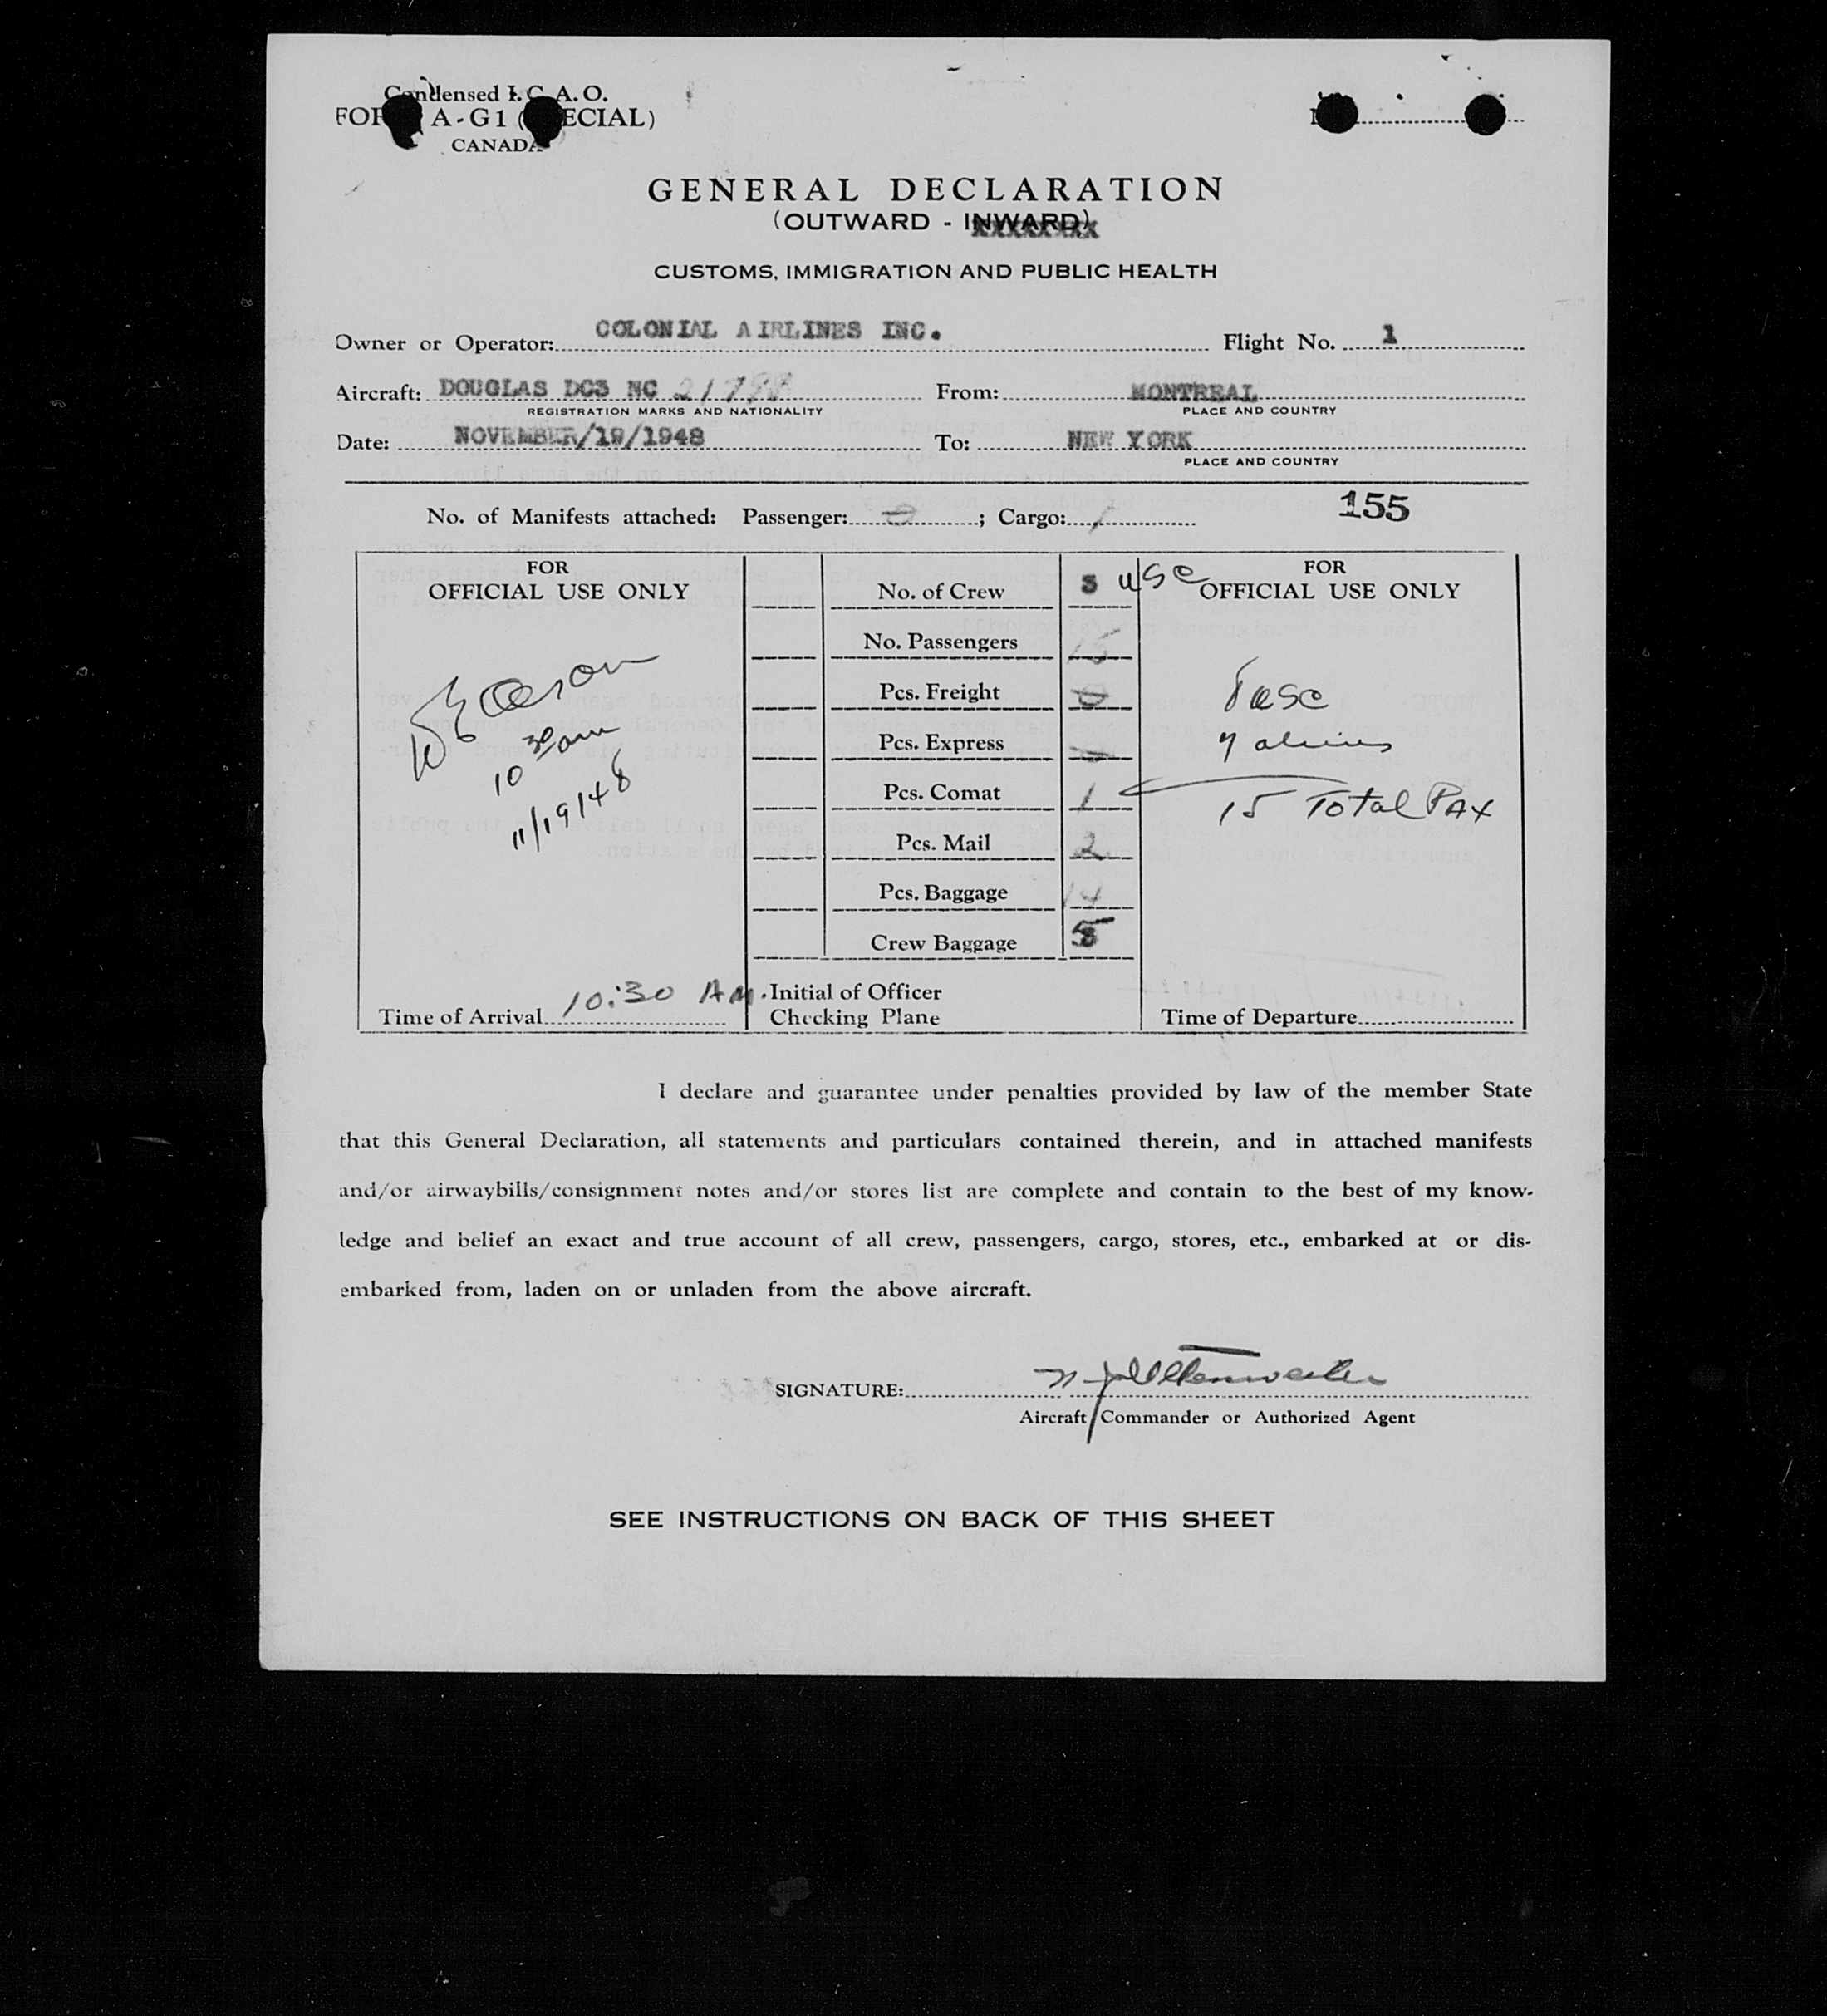 Condensed I.C.A.O.
A-G1 (
CANADA
GENERAL DECLARATION
(OUTWARD - INWARD)
CUSTOMS, IMMIGRATION AND PUBLIC HEALTH
Owner or Operator: COLONIAL AIRLINES INC. Flight No. 1
Aircraft: DOUGLAS DC3 NC From: MONTREAL
REGISTRATION MARKS AND NATIONALITY PLACE AND COUNTRY
Date: NOVEMBER/19/1948 To: NEW YORK
PLACE AND COUNTRY
No. of Manifests attached: Passenger: 0; Cargo: 1 155
FOR
OFFICIAL USE ONLY
10 30 am
11/19/48
Time of Arrival 10:30 AM.
No. of Crew 3 USC
No. Passengers 15
Pcs. Freight 0
Pcs. Express
Pcs. Comat 1
Pcs. Mail 2
Pcs. Baggage 14
Crew Baggage 5
Initial of Officer
Checking Plane
FOR
OFFICIAL USE ONLY
8 USC
7 aliens
15 Total PAX
Time of Departure
I declare and guarantee under penalties provided by law of the member State
that this General Declaration, all statements and particulars contained therein, and in attached manifests
and/or airwaybills/consignment notes and/or stores list are complete and contain to the best of my know-
ledge and belief an exact and true account of all crew, passengers, cargo, stores, etc., embarked at or dis-
embarked from, laden on or unladen from the above aircraft.
SIGNATURE:
Aircraft Commander or Authorized Agent
SEE INSTRUCTIONS ON BACK OF THIS SHEET